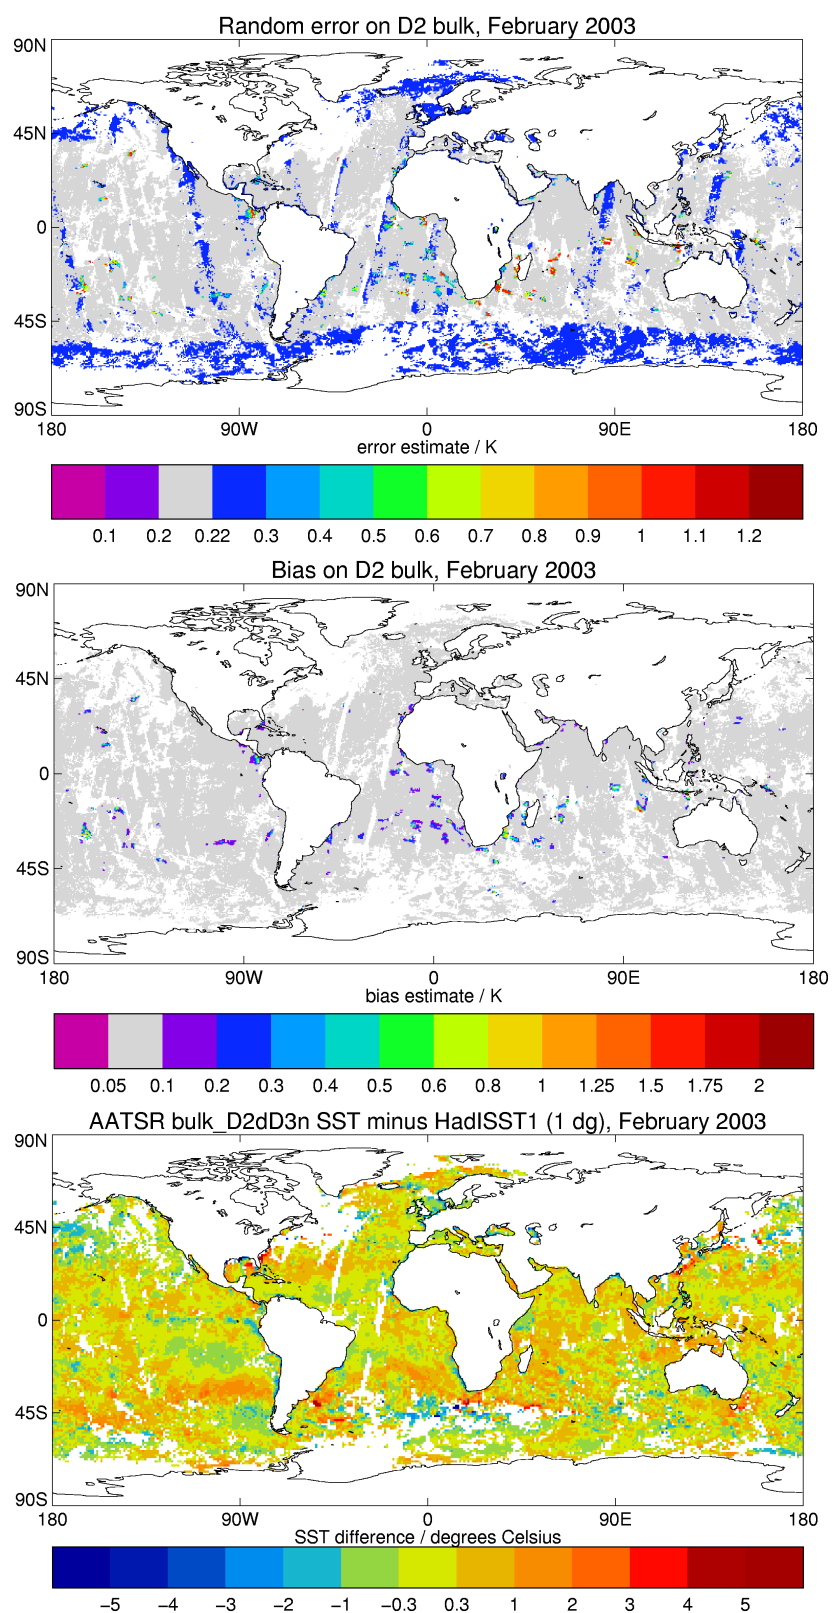 Random error on D2 bulk, February 2003
90N
45N
0
45S
90S
180 90W 0 90E 180
error estimate / K
0.1 0.2 0.22 0.3 0.4 0.5 0.6 0.7 0.8 0.9 1 1.1 1.2
Bias on D2 bulk, February 2003
90N
45N
0
45S
90S
180 90W 0 90E 180
bias estimate / K
0.05 0.1 0.2 0.3 0.4 0.5 0.6 0.8 1 1.25 1.5 1.75 2
AATSR bulk_D2dD3n SST minus HadISST1 (1 dg), February 2003
90N
45N
0
45S
90S
180 90W 0 90E 180
SST difference / degrees Celsius
−5 −4 −3 −2 −1 −0.3 0.3 1 2 3 4 5